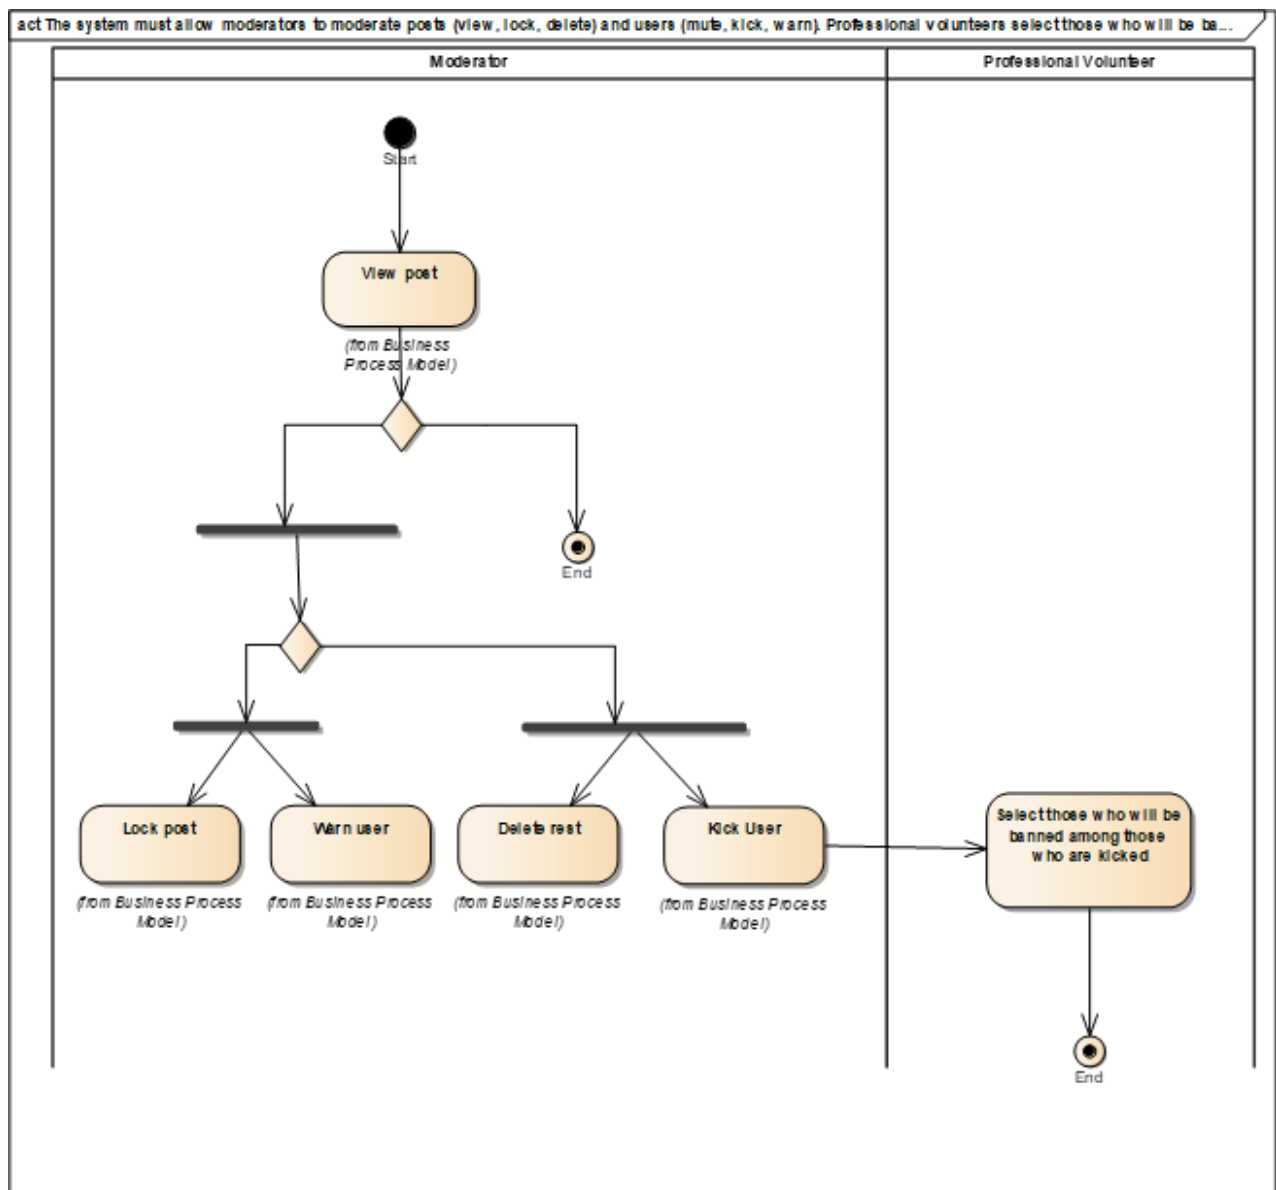 act The system must allow moderators to moderate posts (view, lock, delete) and users (mute, kick, warn). Professional volunteers select those who will be ba...
Moderator
Professional Volunteer
Start
View post
(from Business
Process Model)
End
Lock post
Warn user
Delete rest
Kick User
Select those who will be
banned among those
who are kicked
(from Business Process
Model)
(from Business Process
Model)
(from Business Process
Model)
(from Business Process
Model)
End